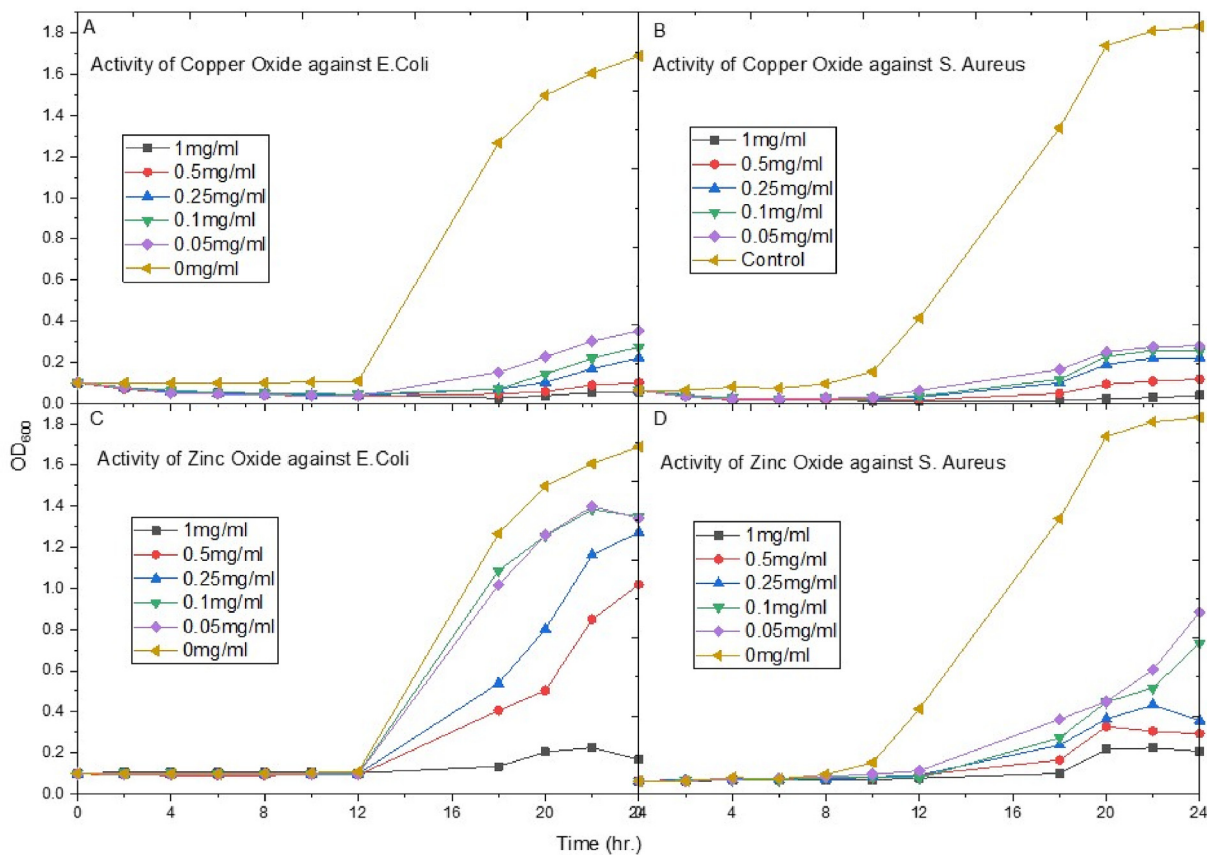 A
Activity of Copper Oxide against E.Coli
1mg/ml
0.5mg/ml
0.25mg/ml
0.1mg/ml
0.05mg/ml
0mg/ml
1.8
1.6
1.4
1.2
1.0
0.8
0.6
0.4
0.2
0.0
B
Activity of Copper Oxide against S. Aureus
1mg/ml
0.5mg/ml
0.25mg/ml
0.1mg/ml
0.05mg/ml
Control
C
Activity of Zinc Oxide against E.Coli
1mg/ml
0.5mg/ml
0.25mg/ml
0.1mg/ml
0.05mg/ml
0mg/ml
1.8
1.6
1.4
1.2
1.0
0.8
0.6
0.4
0.2
0.0
D
Activity of Zinc Oxide against S. Aureus
1mg/ml
0.5mg/ml
0.25mg/ml
0.1mg/ml
0.05mg/ml
0mg/ml
OD600
0 4 8 12 16 20 4 8 12 16 20 24
Time (hr.)